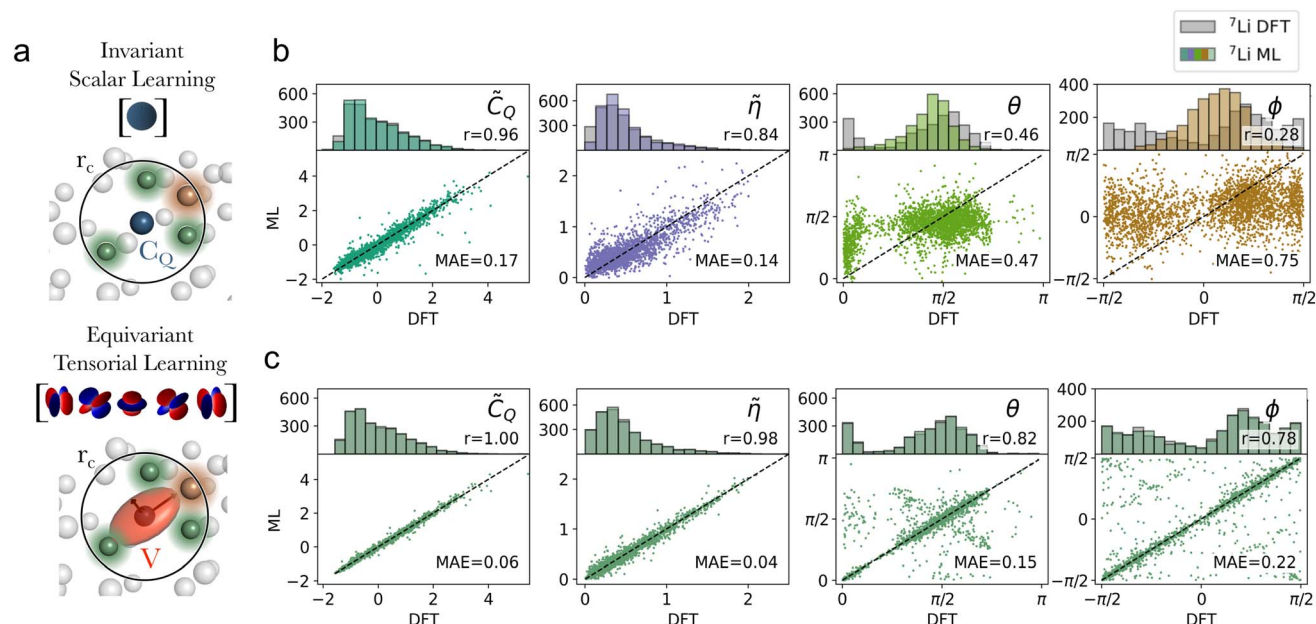 a
Invariant
Scalar Learning
r_c
C_Q
Equivariant
Tensorial Learning
r_c
V
⁷Li DFT
⁷Li ML
b
600
300
C̃_Q
r=0.96
ML
4
2
0
−2
MAE=0.17
−2 0 2 4
DFT
600
300
η̃
r=0.84
2
1
0
MAE=0.14
0 1 2
DFT
600
300
θ
r=0.46
π
π/2
0
MAE=0.47
0 π/2 π
DFT
400
200
ϕ
r=0.28
π/2
0
−π/2
MAE=0.75
−π/2 0 π/2
DFT
c
600
300
C̃_Q
r=1.00
ML
4
2
0
−2
MAE=0.06
−2 0 2 4
DFT
600
300
η̃
r=0.98
2
1
0
MAE=0.04
0 1 2
DFT
600
300
θ
r=0.82
π
π/2
0
MAE=0.15
0 π/2 π
DFT
400
200
ϕ
r=0.78
π/2
0
−π/2
MAE=0.22
−π/2 0 π/2
DFT